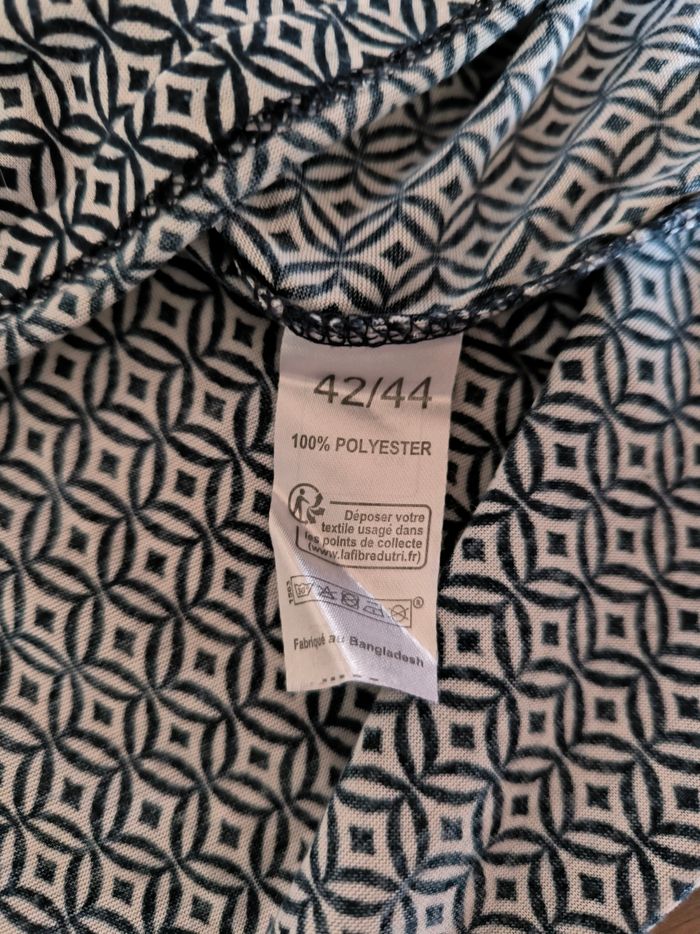 42/44
100% POLYESTER
Déposer votre
textile usagé dans
les points de collecte
(www.lafibredutri.fr)
30°
®
Fabriqué au Bangladesh